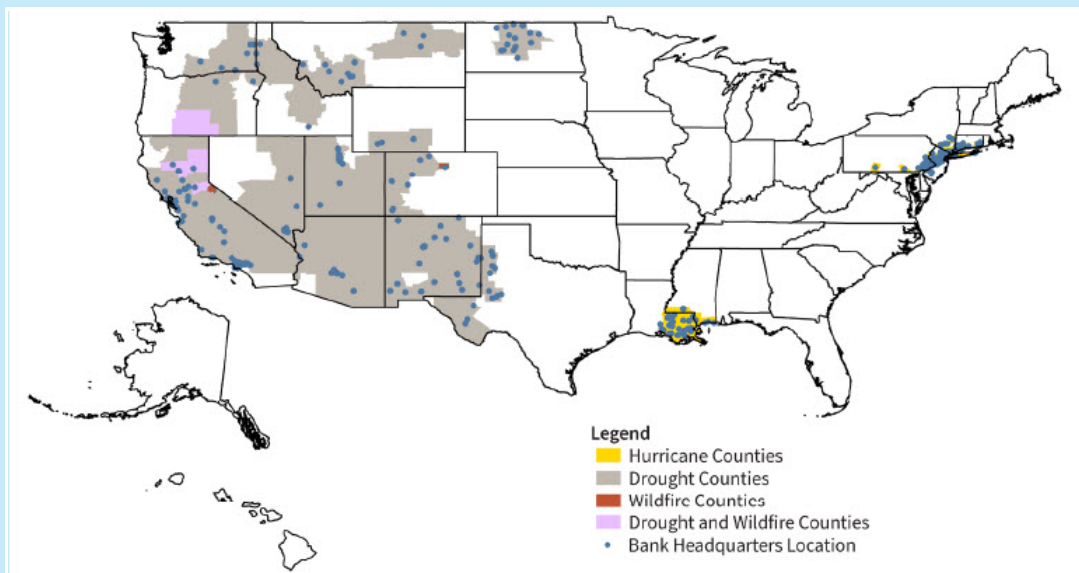 Legend
Hurricane Counties
Drought Counties
Wildfire Counties
Drought and Wildfire Counties
Bank Headquarters Location